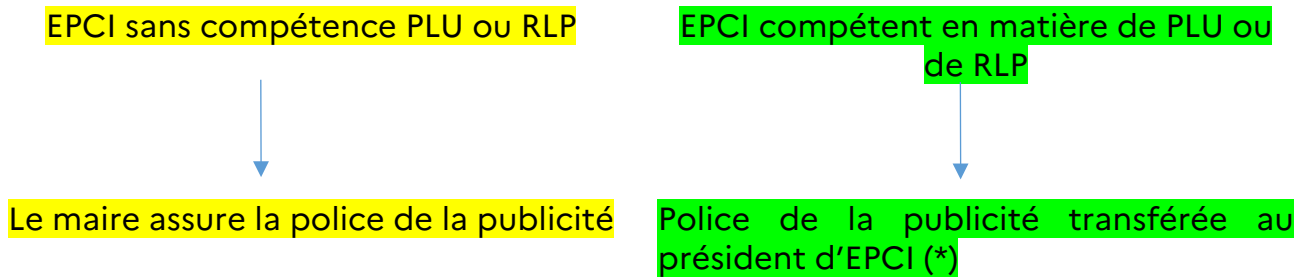 EPCI sans compétence PLU ou RLP
EPCI compétent en matière de PLU ou
de RLP
Le maire assure la police de la publicité
Police de la publicité transférée au
président d’EPCI (*)